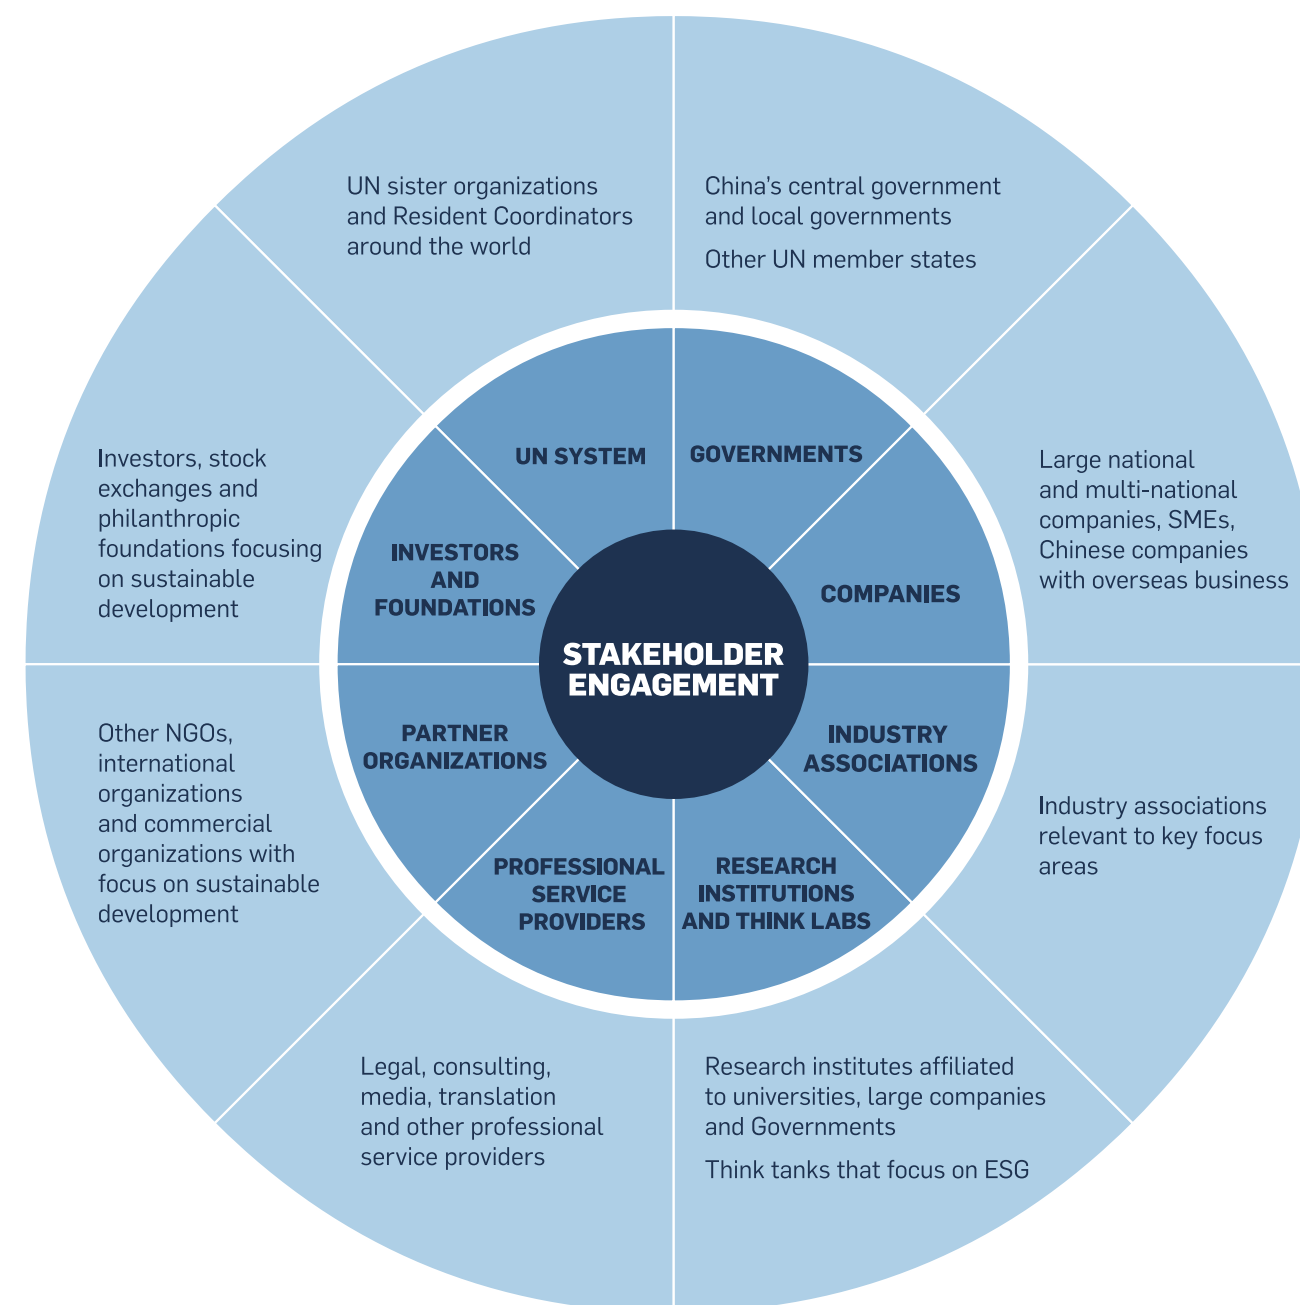 UN sister organizations
and Resident Coordinators
around the world
China’s central government
and local governments
Other UN member states
Large national
and multi-national
companies, SMEs,
Chinese companies
with overseas business
Industry associations
relevant to key focus
areas
Research institutes affiliated
to universities, large companies
and Governments
Think tanks that focus on ESG
Legal, consulting,
media, translation
and other professional
service providers
Other NGOs,
international
organizations
and commercial
organizations with
focus on sustainable
development
Investors, stock
exchanges and
philanthropic
foundations focusing
on sustainable
development
UN SYSTEM
GOVERNMENTS
COMPANIES
INDUSTRY
ASSOCIATIONS
RESEARCH
INSTITUTIONS
AND THINK LABS
PROFESSIONAL
SERVICE
PROVIDERS
PARTNER
ORGANIZATIONS
INVESTORS
AND
FOUNDATIONS
STAKEHOLDER
ENGAGEMENT